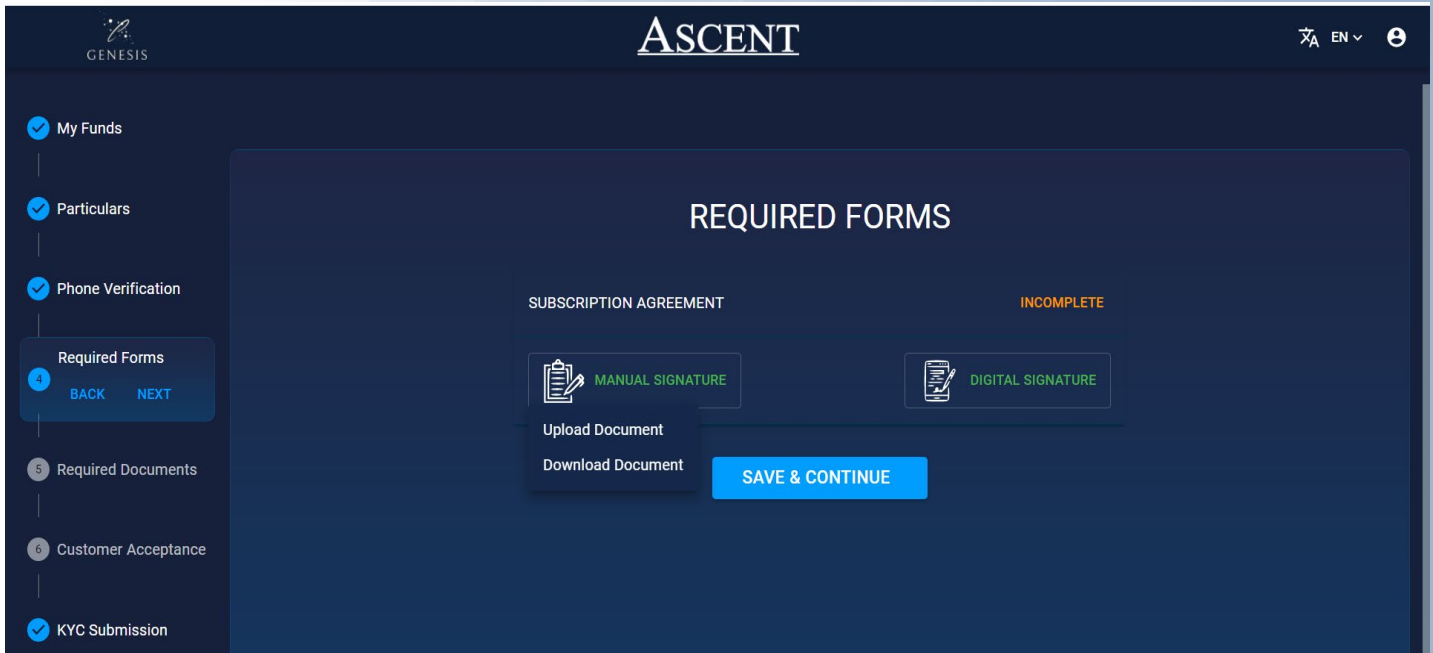 GENESIS
ASCENT
EN
My Funds
Particulars
Phone Verification
Required Forms
4
BACK NEXT
5 Required Documents
6 Customer Acceptance
KYC Submission
REQUIRED FORMS
SUBSCRIPTION AGREEMENT INCOMPLETE
MANUAL SIGNATURE DIGITAL SIGNATURE
Upload Document
Download Document
SAVE & CONTINUE